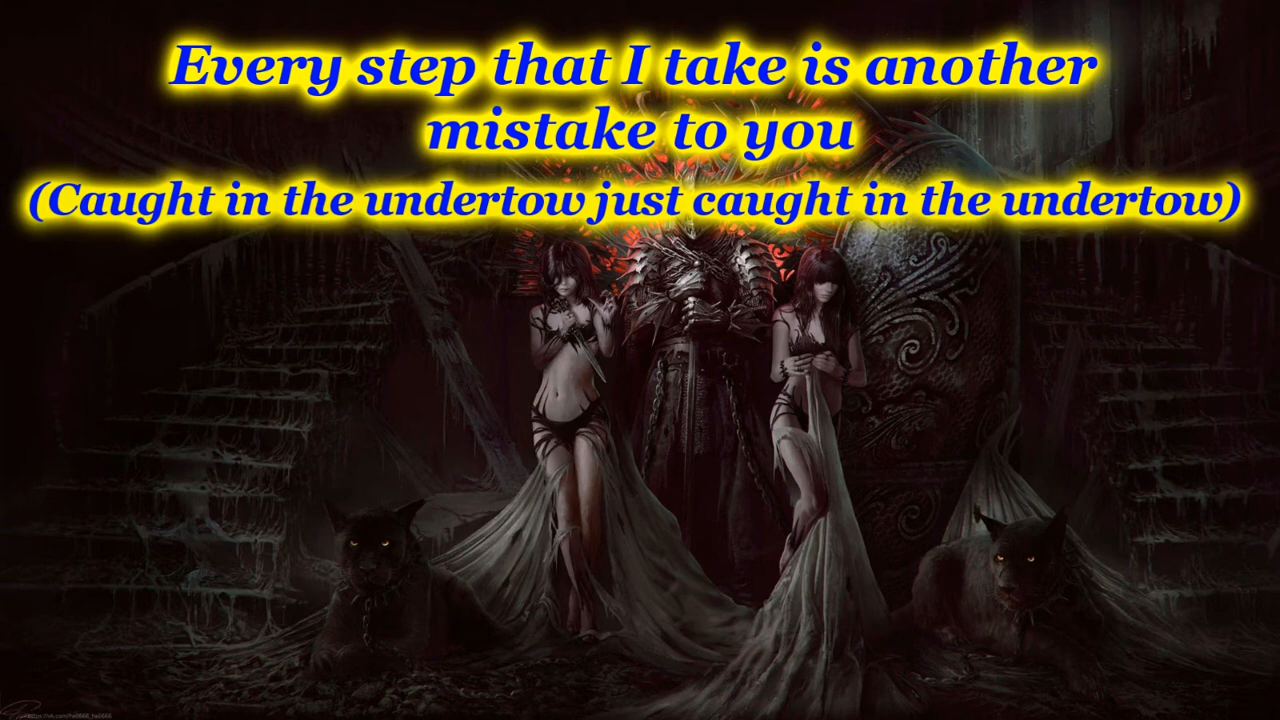 Every step that I take is another
mistake to you
(Caught in the undertow just caught in the undertow)